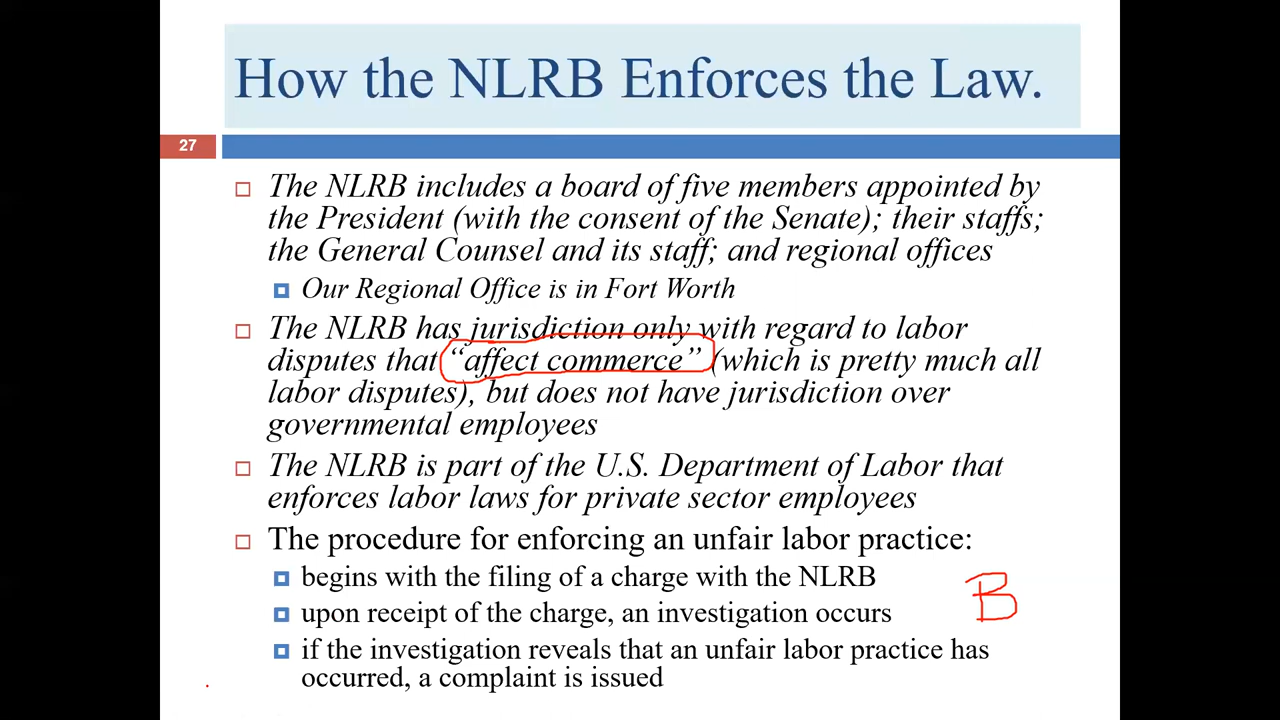 How the NLRB Enforces the Law.
27
The NLRB includes a board of five members appointed by
the President (with the consent of the Senate); their staffs;
the General Counsel and its staff; and regional offices
Our Regional Office is in Fort Worth
The NLRB has jurisdiction only with regard to labor
disputes that “affect commerce” (which is pretty much all
labor disputes), but does not have jurisdiction over
governmental employees
The NLRB is part of the U.S. Department of Labor that
enforces labor laws for private sector employees
The procedure for enforcing an unfair labor practice:
begins with the filing of a charge with the NLRB
B
upon receipt of the charge, an investigation occurs
if the investigation reveals that an unfair labor practice has
occurred, a complaint is issued